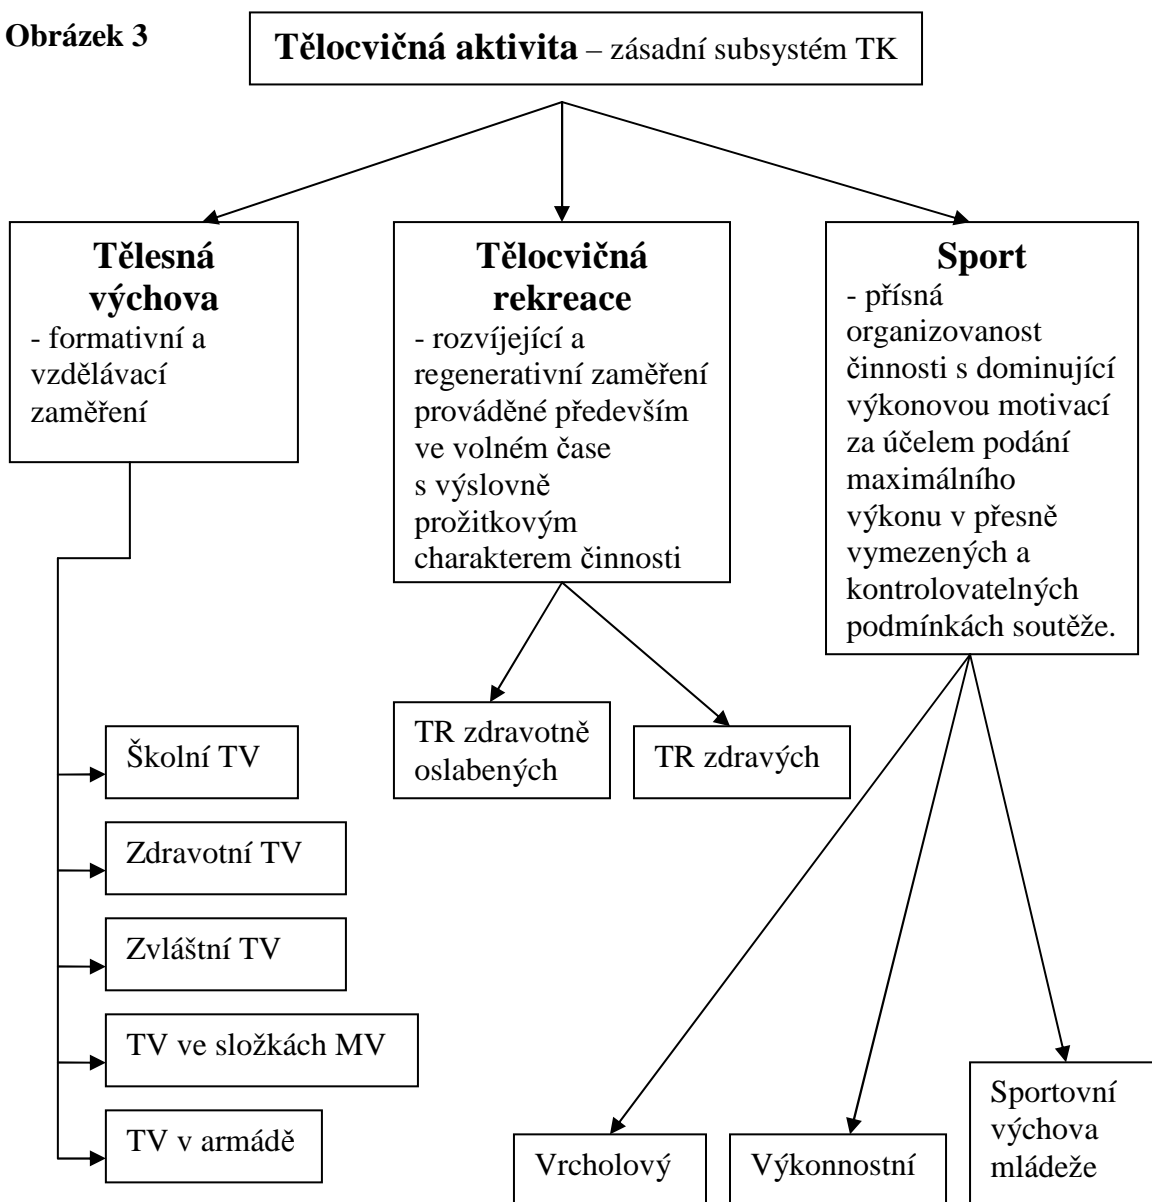 Obrázek 3
Tělocvičná aktivita – zásadní subsystém TK
Tělesná
výchova
- formativní a
vzdělávací
zaměření
Tělocvičná
rekreace
- rozvíjející a
regenerativní zaměření
prováděné především
ve volném čase
s výslovně
prožitkovým
charakterem činnosti
Sport
- přísná
organizovanost
činnosti s dominující
výkonovou motivací
za účelem podání
maximálního
výkonu v přesně
vymezených a
kontrolovatelných
podmínkách soutěže.
Školní TV
Zdravotní TV
Zvláštní TV
TV ve složkách MV
TV v armádě
TR zdravotně
oslabených
TR zdravých
Vrcholový
Výkonnostní
Sportovní
výchova
mládeže